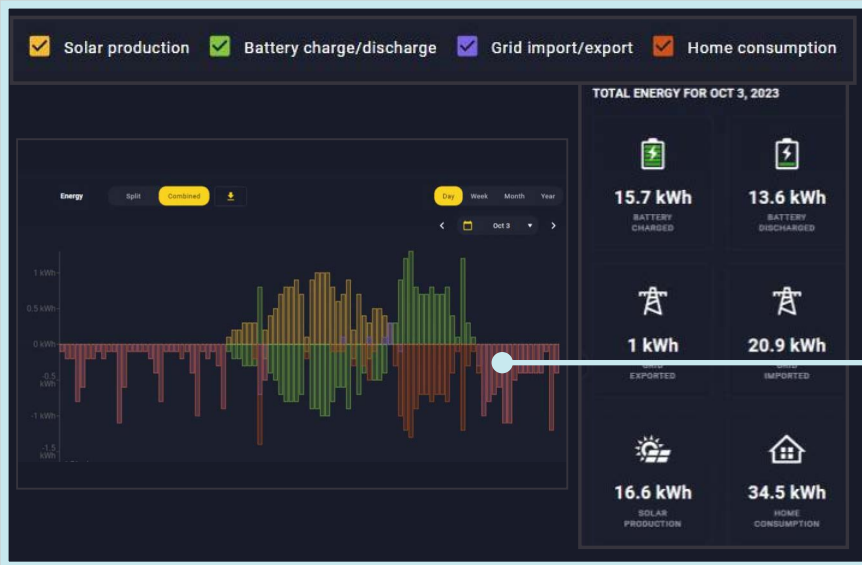 Solar production Battery charge/discharge Grid import/export Home consumption
TOTAL ENERGY FOR OCT 3, 2023
15.7 kWh 13.6 kWh
BATTERY CHARGED BATTERY DISCHARGED
Energy Split Combined Day Week Month Year
Oct 3
1 kWh
0.5 kWh
0 kWh
-0.5 kWh
-1 kWh
-1.5 kWh
1 kWh 20.9 kWh
EXPORTED IMPORTED
16.6 kWh 34.5 kWh
SOLAR PRODUCTION HOME CONSUMPTION